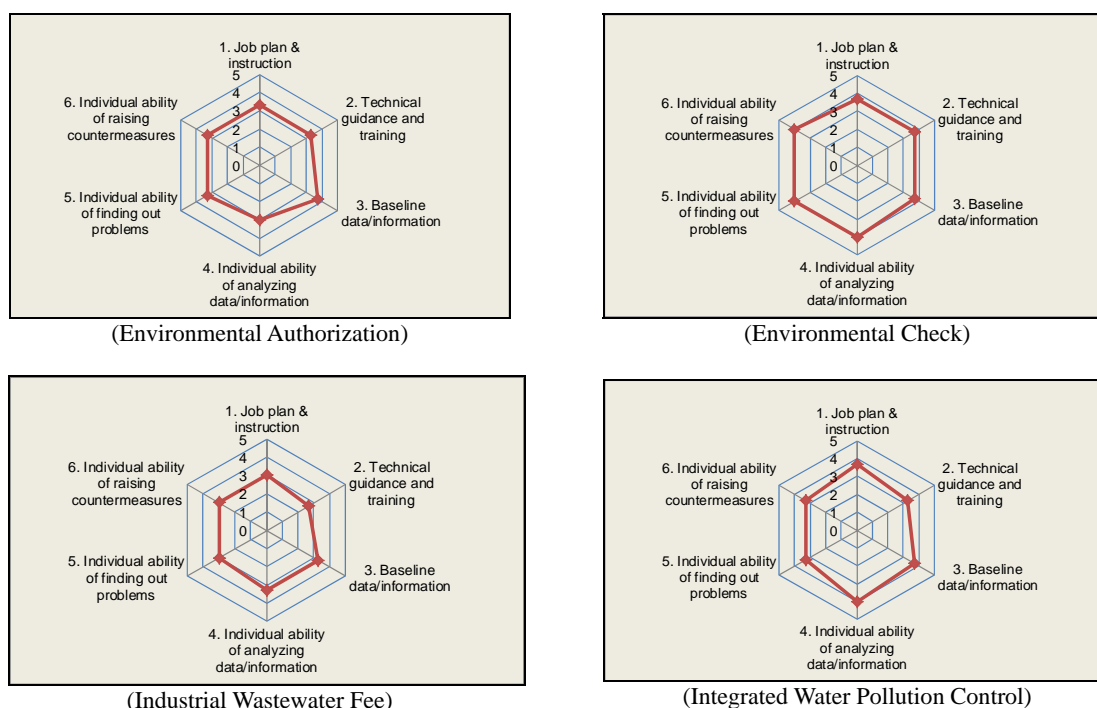 1. Job plan &
instruction
5
4
3
2
1
0
2. Technical
guidance and
training
3. Baseline
data/information
4. Individual ability
of analyzing
data/information
5. Individual ability
of finding out
problems
6. Individual ability
of raising
countermeasures
(Environmental Authorization)
1. Job plan &
instruction
5
4
3
2
1
0
2. Technical
guidance and
training
3. Baseline
data/information
4. Individual ability
of analyzing
data/information
5. Individual ability
of finding out
problems
6. Individual ability
of raising
countermeasures
(Environmental Check)
1. Job plan &
instruction
5
4
3
2
1
0
2. Technical
guidance and
training
3. Baseline
data/information
4. Individual ability
of analyzing
data/information
5. Individual ability
of finding out
problems
6. Individual ability
of raising
countermeasures
(Industrial Wastewater Fee)
1. Job plan &
instruction
5
4
3
2
1
0
2. Technical
guidance and
training
3. Baseline
data/information
4. Individual ability
of analyzing
data/information
5. Individual ability
of finding out
problems
6. Individual ability
of raising
countermeasures
(Integrated Water Pollution Control)